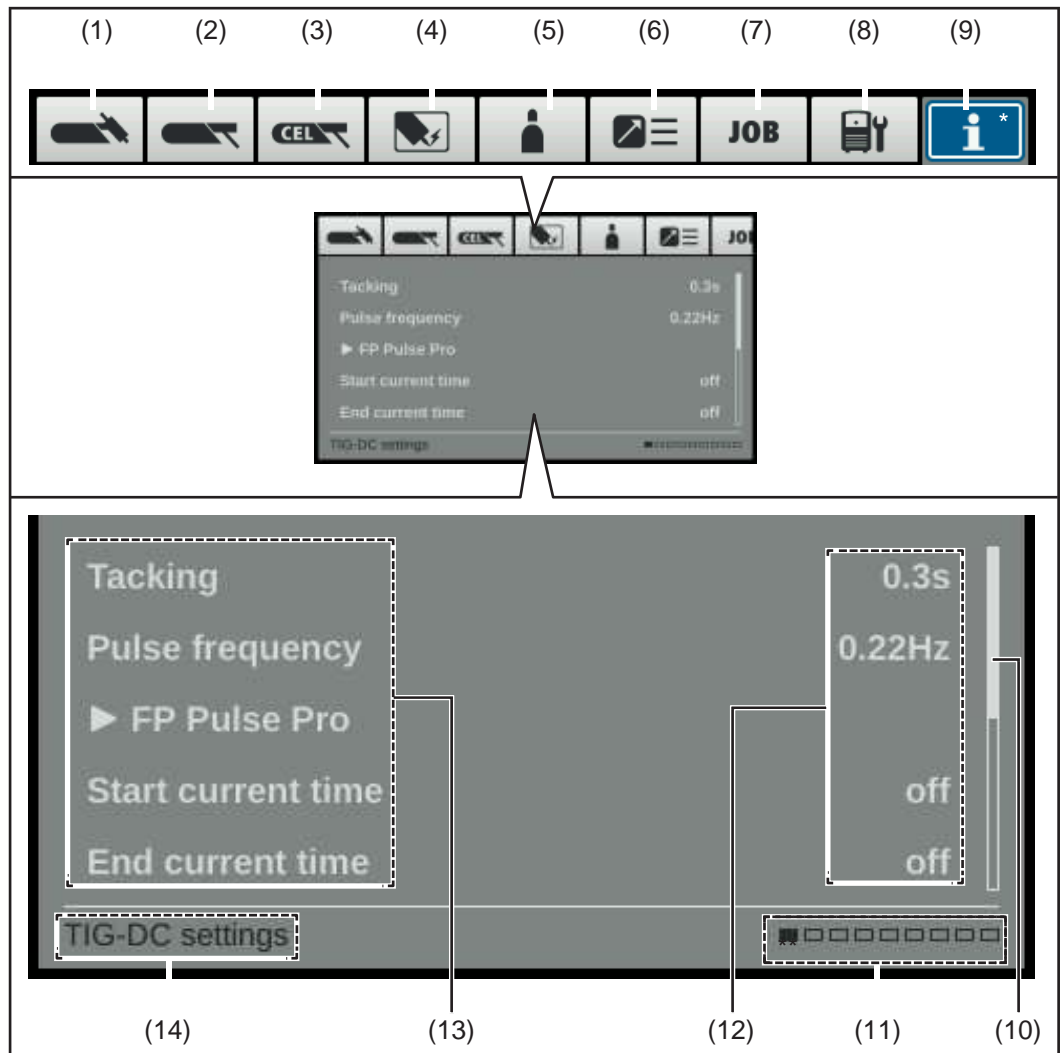 (1) (2) (3) (4) (5) (6) (7) (8) (9)
CEL JOB i *
CEL JO
Tacking 0.3s
Pulse frequency 0.22Hz
▶ FP Pulse Pro
Start current time off
End current time off
TIG-DC settings
Tacking 0.3s
Pulse frequency 0.22Hz
▶ FP Pulse Pro
Start current time off
End current time off
TIG-DC settings
**
(14) (13) (12) (11) (10)